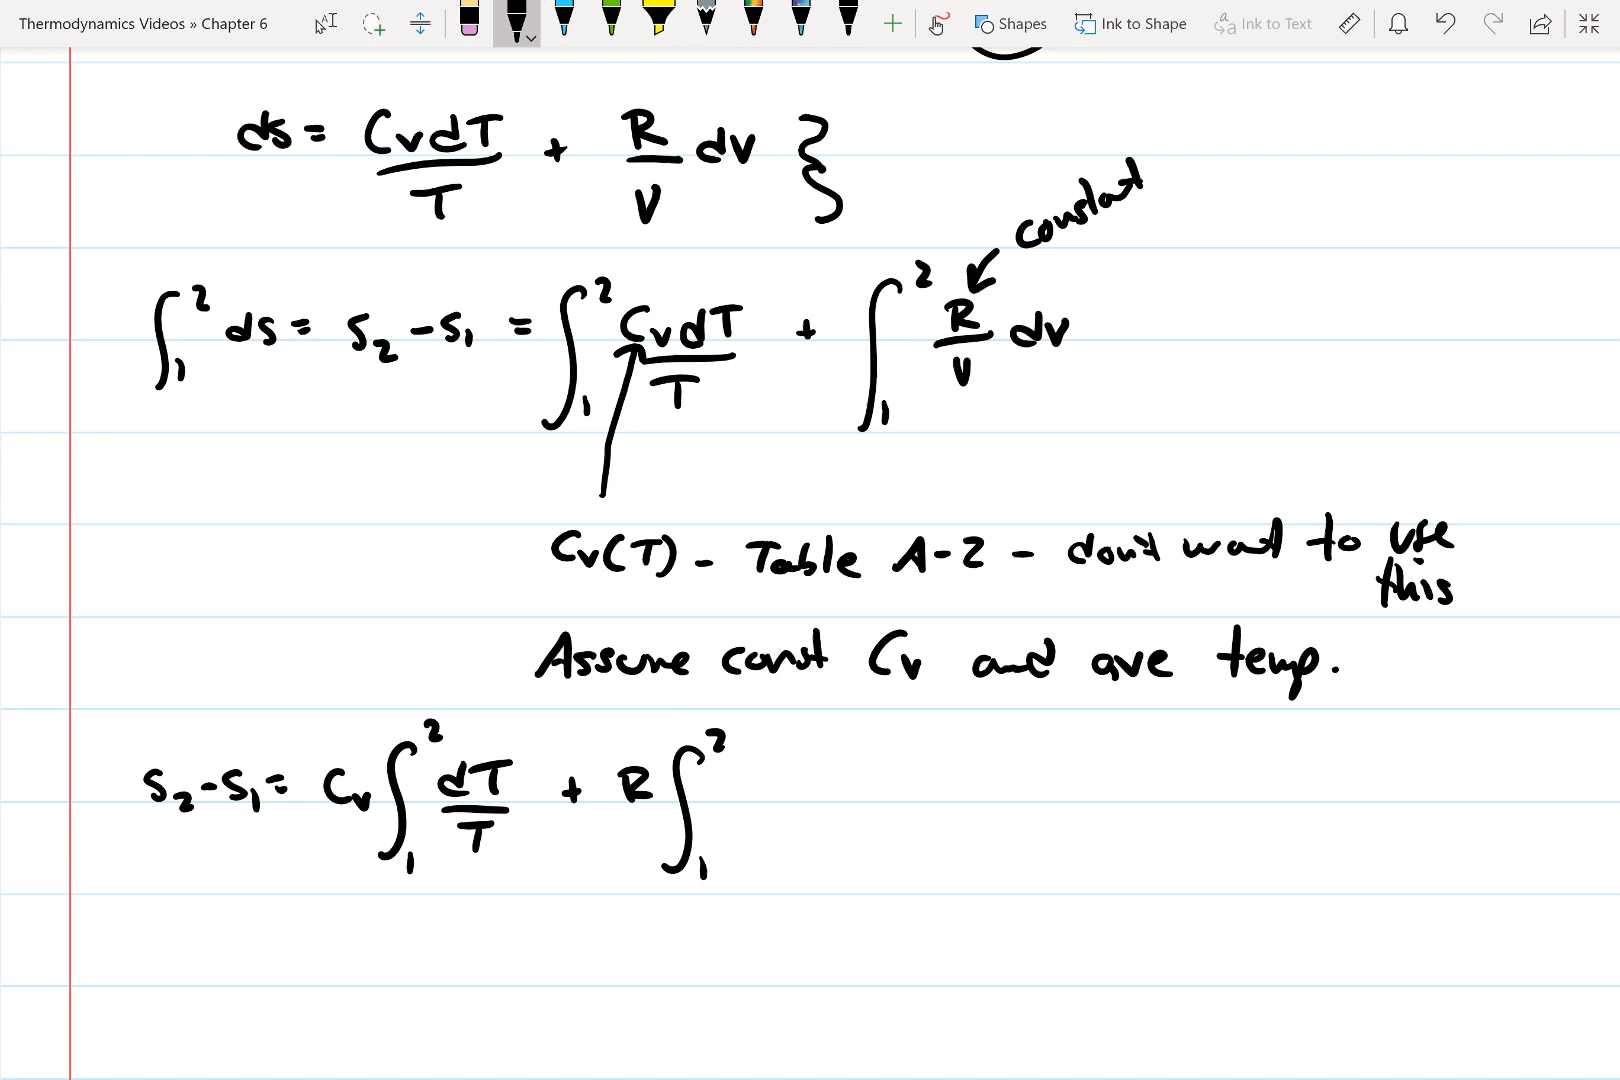 Thermodynamics Videos » Chapter 6 Shapes Ink to Shape Ink to Text
ds = CvdT/T + R/v dv }
constant
∫₁² ds = S₂ - S₁ = ∫₁² CvdT/T + ∫₁² R/v dv
Cv(T) - Table A-2 - don't want to use
this
Assume const Cv and ave temp.
S₂ - S₁ = Cv ∫₁² dT/T + R ∫₁²